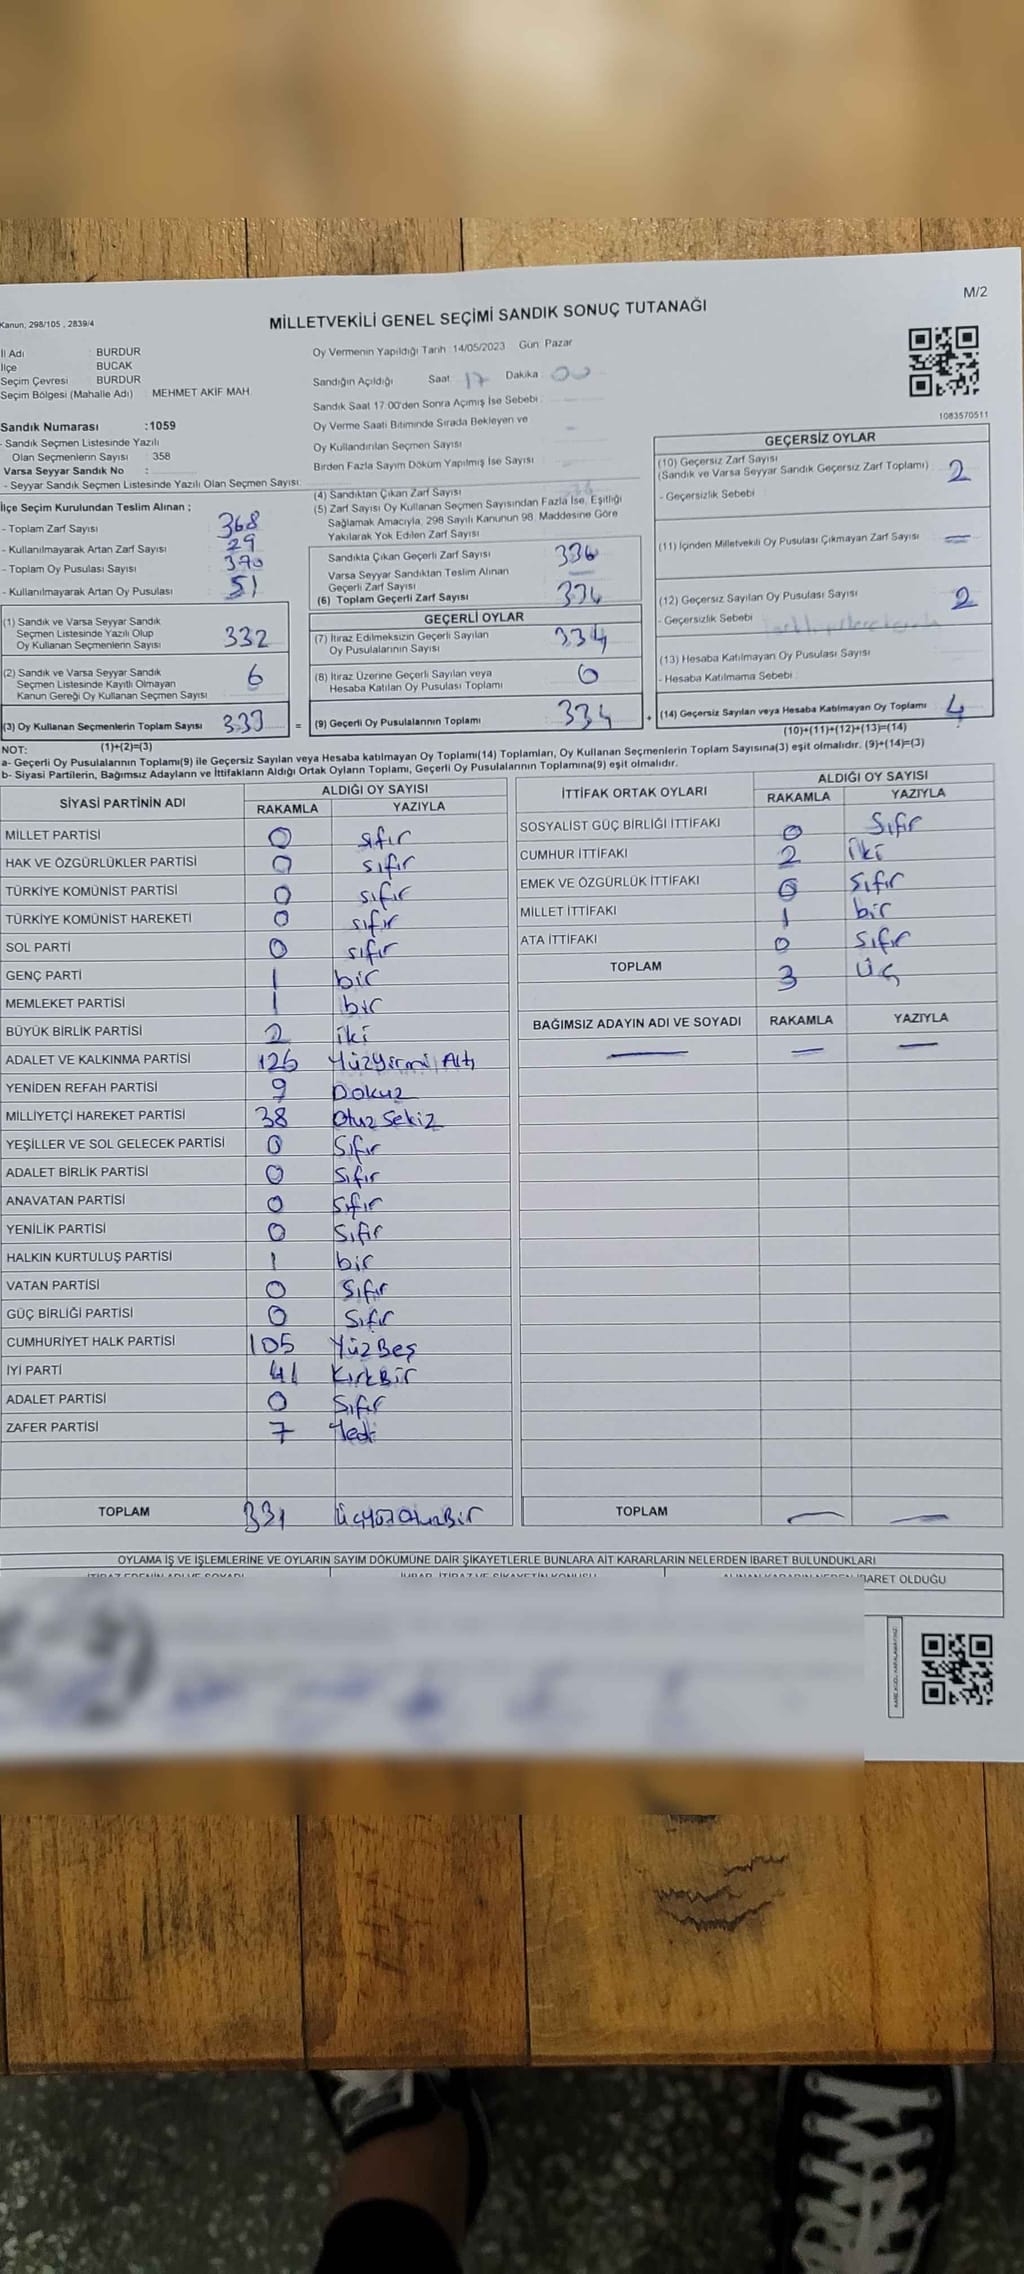 M/2
Kanun, 298/105 , 2839/4
MİLLETVEKİLİ GENEL SEÇİMİ SANDIK SONUÇ TUTANAĞI
İl Adı : BURDUR
İlçe BUCAK
Seçim Çevresi : BURDUR
Seçim Bölgesi (Mahalle Adı) : MEHMET AKİF MAH
Sandık Numarası :1059
- Sandık Seçmen Listesinde Yazılı
Olan Seçmenlerin Sayısı : 358
Varsa Seyyar Sandık No :
- Seyyar Sandık Seçmen Listesinde Yazılı Olan Seçmen Sayısı:
Oy Vermenin Yapıldığı Tarih :14/05/2023 Gün: Pazar
Sandığın Açıldığı Saat 17 Dakika 00
Sandık Saat 17:00'den Sonra Açımış İse Sebebi :
Oy Verme Saati Bitiminde Sırada Bekleyen ve
Oy Kullandırılan Seçmen Sayısı
Birden Fazla Sayım Döküm Yapılmış İse Sayısı
1083570511
İlçe Seçim Kurulundan Teslim Alınan ;
- Toplam Zarf Sayısı 368
- Kullanılmayarak Artan Zarf Sayısı 29
- Toplam Oy Pusulası Sayısı 370
- Kullanılmayarak Artan Oy Pusulası 51
(1) Sandık ve Varsa Seyyar Sandık
Seçmen Listesinde Yazılı Olup
Oy Kullanan Seçmenlerin Sayısı 332
(2) Sandık ve Varsa Seyyar Sandık
Seçmen Listesinde Kayıtlı Olmayan
Kanun Gereği Oy Kullanan Seçmen Sayısı 6
(3) Oy Kullanan Seçmenlerin Toplam Sayısı
(1)+(2)=(3)
(4) Sandıktan Çıkan Zarf Sayısı
(5) Zarf Sayısı Oy Kullanan Seçmen Sayısından Fazla İse, Eşitliği
Sağlamak Amacıyla, 298 Sayılı Kanunun 98. Maddesine Göre
Yakılarak Yok Edilen Zarf Sayısı
Sandıkta Çıkan Geçerli Zarf Sayısı 336
Varsa Seyyar Sandıktan Teslim Alınan
Geçerli Zarf Sayısı
(6) Toplam Geçerli Zarf Sayısı
GEÇERLİ OYLAR
(7) İtiraz Edilmeksizin Geçerli Sayılan
Oy Pusulalarının Sayısı 334
(8) İtiraz Üzerine Geçerli Sayılan veya
Hesaba Katılan Oy Pusulası Toplamı 0
= (9) Geçerli Oy Pusulalarının Toplamı 334
GEÇERSİZ OYLAR
(10) Geçersiz Zarf Sayısı
(Sandık ve Varsa Seyyar Sandık Geçersiz Zarf Toplamı) 2
- Geçersizlik Sebebi
(11) İçinden Milletvekili Oy Pusulası Çıkmayan Zarf Sayısı —
(12) Geçersiz Sayılan Oy Pusulası Sayısı 2
- Geçersizlik Sebebi
(13) Hesaba Katılmayan Oy Pusulası Sayısı
- Hesaba Katılmama Sebebi
+ (14) Geçersiz Sayılan veya Hesaba Katılmayan Oy Toplamı 4
(10)+(11)+(12)+(13)=(14)
NOT:
a- Geçerli Oy Pusulalarının Toplamı(9) ile Geçersiz Sayılan veya Hesaba katılmayan Oy Toplamı(14) Toplamları, Oy Kullanan Seçmenlerin Toplam Sayısına(3) eşit olmalıdır. (9)+(14)=(3)
b- Siyasi Partilerin, Bağımsız Adayların ve İttifakların Aldığı Ortak Oyların Toplamı, Geçerli Oy Pusulalarının Toplamına(9) eşit olmalıdır.
SİYASİ PARTİNİN ADI ALDIĞI OY SAYISI
RAKAMLA YAZIYLA
MİLLET PARTİSİ 0 sıfır
HAK VE ÖZGÜRLÜKLER PARTİSİ 0 sıfır
TÜRKİYE KOMÜNİST PARTİSİ 0 sıfır
TÜRKİYE KOMÜNİST HAREKETİ 0 sıfır
SOL PARTİ 0 sıfır
GENÇ PARTİ 1 bir
MEMLEKET PARTİSİ 1 bir
BÜYÜK BİRLİK PARTİSİ 2 iki
ADALET VE KALKINMA PARTİSİ 126 Yüzyirmi Altı
YENİDEN REFAH PARTİSİ 9 Dokuz
MİLLİYETÇİ HAREKET PARTİSİ 38 Otuz Sekiz
YEŞİLLER VE SOL GELECEK PARTİSİ 0 Sıfır
ADALET BİRLİK PARTİSİ 0 Sıfır
ANAVATAN PARTİSİ 0 Sıfır
YENİLİK PARTİSİ 0 Sıfır
HALKIN KURTULUŞ PARTİSİ 1 bir
VATAN PARTİSİ 0 Sıfır
GÜÇ BİRLİĞİ PARTİSİ 0 Sıfır
CUMHURİYET HALK PARTİSİ 105 YüzBeş
İYİ PARTİ 41 KırkBir
ADALET PARTİSİ 0 Sıfır
ZAFER PARTİSİ 7 Yedi
TOPLAM 331 ÜçYüzOtuzBir
İTTİFAK ORTAK OYLARI ALDIĞI OY SAYISI
RAKAMLA YAZIYLA
SOSYALİST GÜÇ BİRLİĞİ İTTİFAKI 0 Sıfır
CUMHUR İTTİFAKI 2 iki
EMEK VE ÖZGÜRLÜK İTTİFAKI 0 Sıfır
MİLLET İTTİFAKI 1 bir
ATA İTTİFAKI 0 Sıfır
TOPLAM 3 Üç
BAĞIMSIZ ADAYIN ADI VE SOYADI RAKAMLA YAZIYLA
— — —
TOPLAM — —
OYLAMA İŞ VE İŞLEMLERİNE VE OYLARIN SAYIM DÖKÜMÜNE DAİR ŞİKAYETLERLE BUNLARA AİT KARARLARIN NELERDEN İBARET BULUNDUKLARI
İBARET OLDUĞU